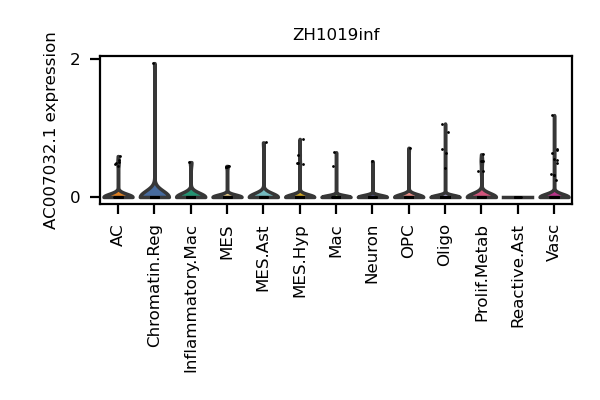 ZH1019inf
AC007032.1 expression
2
0
AC
Chromatin.Reg
Inflammatory.Mac
MES
MES.Ast
MES.Hyp
Mac
Neuron
OPC
Oligo
Prolif.Metab
Reactive.Ast
Vasc